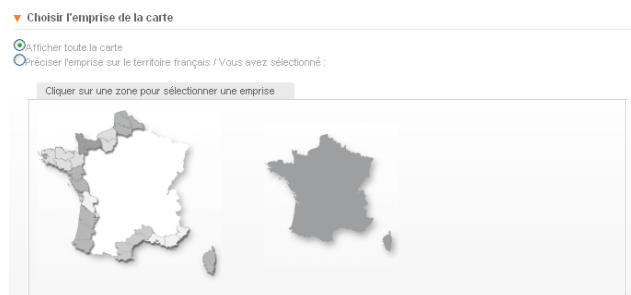 Choisir l'emprise de la carte
Afficher toute la carte
Préciser l'emprise sur le territoire français / Vous avez sélectionné :
Cliquer sur une zone pour sélectionner une emprise